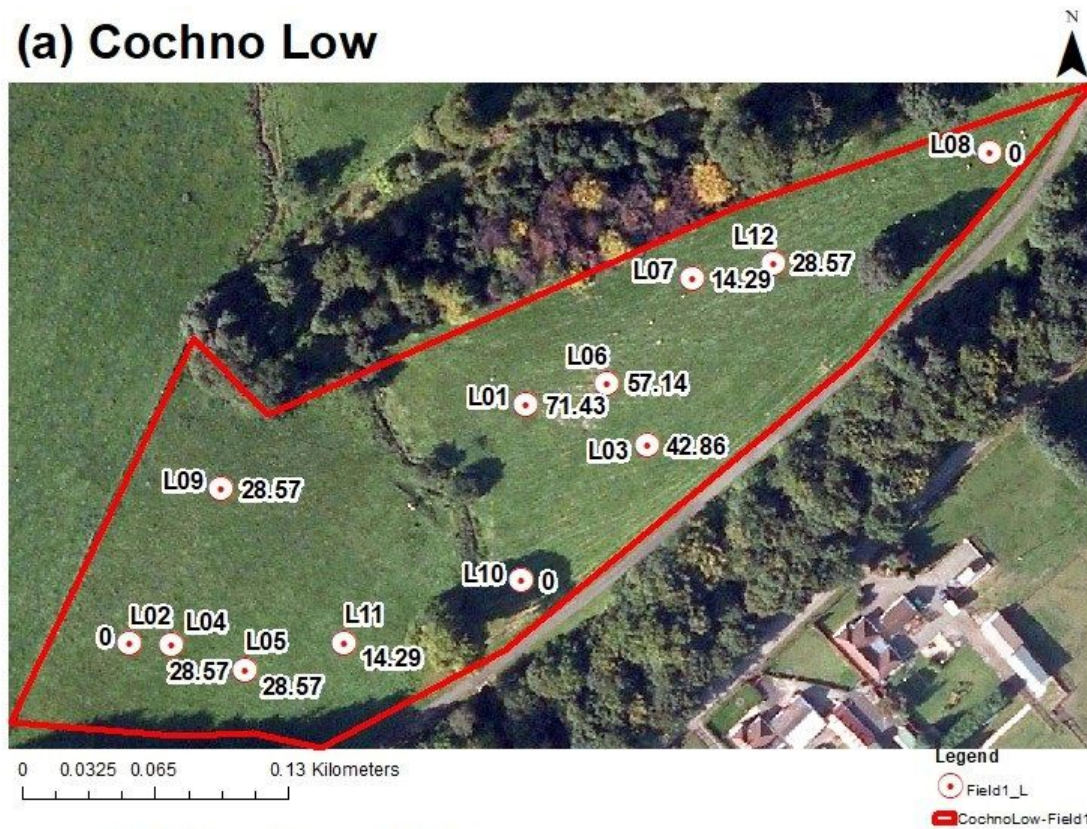 (a) Cochno Low
N
L08 0
L12
28.57
L07 14.29
L06
57.14
L01 71.43
L03 42.86
L09 28.57
L10 0
0 L02 L04 L05 L11
28.57 28.57 14.29
0 0.0325 0.065 0.13 Kilometers
Legend
Field1_L
CochnoLow-Field1